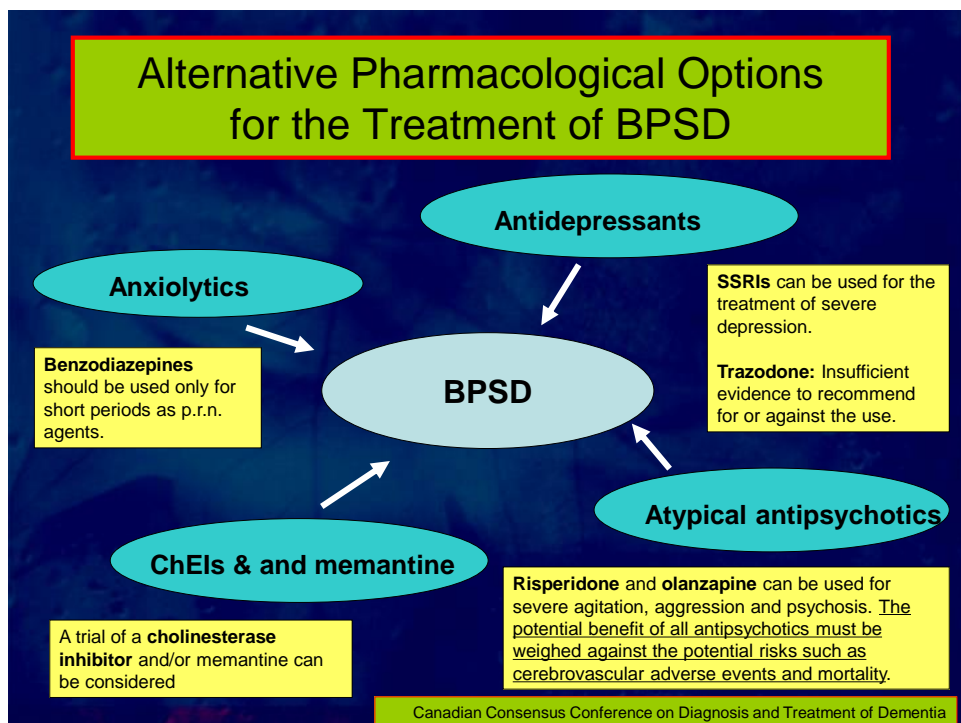 Alternative Pharmacological Options
for the Treatment of BPSD
Antidepressants
Anxiolytics
SSRIs can be used for the
treatment of severe
depression.
Trazodone: Insufficient
evidence to recommend
for or against the use.
Benzodiazepines
should be used only for
short periods as p.r.n.
agents.
BPSD
Atypical antipsychotics
ChEIs & and memantine
Risperidone and olanzapine can be used for
severe agitation, aggression and psychosis. The
potential benefit of all antipsychotics must be
weighed against the potential risks such as
cerebrovascular adverse events and mortality.
A trial of a cholinesterase
inhibitor and/or memantine can
be considered
Canadian Consensus Conference on Diagnosis and Treatment of Dementia